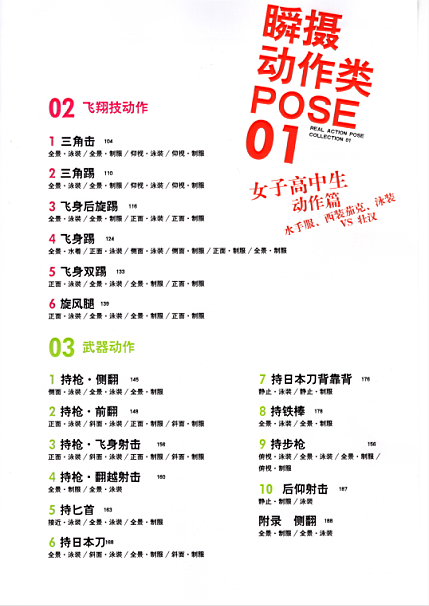 瞬摄
动作类
POSE
01
REAL ACTION POSE
COLLECTION 01
女子高中生
动作篇
水手服、西装茄克、泳装
VS 壮汉
02 飞翔技动作
1 三角击 104
全景・泳装 / 全景・制服 / 仰视・泳装 / 仰视・制服
2 三角踢 110
全景・泳装 / 全景・制服 / 仰视・泳装 / 仰视・制服
3 飞身后旋踢 116
全景・泳装 / 全景・制服 / 正面・泳装 / 正面・制服
4 飞身踢 124
全景・水着 / 正面・泳装 / 侧面・泳装 / 侧面・制服 / 正面・制服 / 全景・制服
5 飞身双踢 133
正面・泳装 / 全景・泳装 / 全景・制服 / 正面・制服
6 旋风腿 139
正面・泳装 / 全景・泳装 / 全景・制服 / 正面・制服
03 武器动作
1 持枪・侧翻 145
侧面・泳装 / 全景・泳装 / 全景・制服
2 持枪・前翻 148
正面・泳装 / 斜面・泳装 / 正面・制服 / 斜面・制服
3 持枪・飞身射击 154
正面・泳装 / 斜面・泳装 / 正面・制服 / 斜面・制服
4 持枪・翻越射击 160
全景・制服 / 全景・泳装
5 持匕首 163
接近・泳装 / 全景・泳装 / 全景・制服
6 持日本刀 168
全景・泳装 / 斜面・泳装 / 全景・制服 / 斜面・制服
7 持日本刀背靠背 176
静止・泳装 / 静止・制服
8 持铁棒 178
全景・泳装 / 全景・制服
9 持步枪
俯视・泳装 / 全景・泳装 / 全景・制服 /
俯视・制服
10 后仰射击 187
静止・制服 / 泳装
附录 侧翻 188
全景・制服 / 全景・泳装